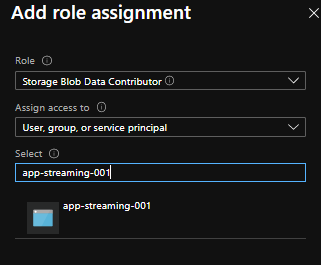 Add role assignment
Role
Storage Blob Data Contributor
Assign access to
User, group, or service principal
Select
app-streaming-001
app-streaming-001